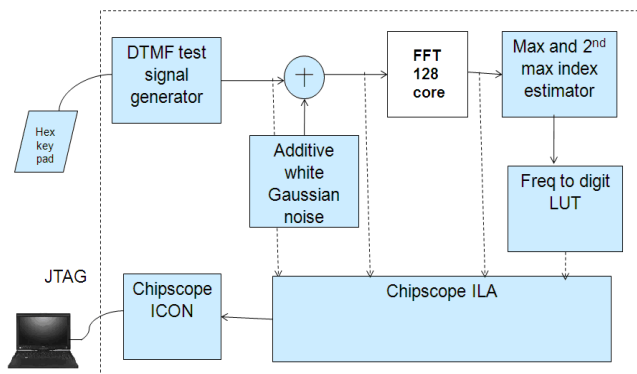 DTMF test
signal
generator
+
FFT
128
core
Max and 2nd
max index
estimator
Hex
key
pad
Additive
white
Gaussian
noise
Freq to digit
LUT
JTAG
Chipscope
ICON
Chipscope ILA